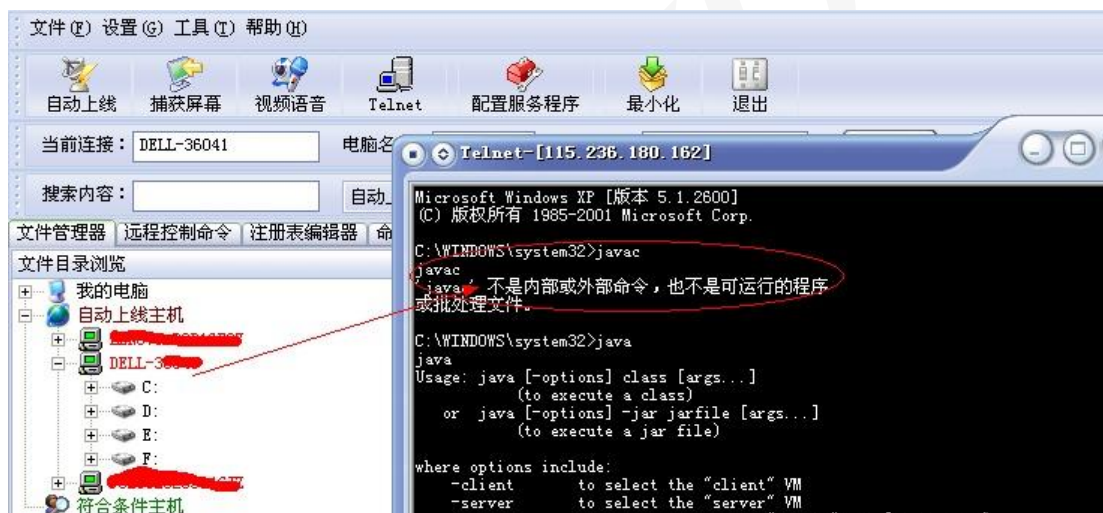 文件(F) 设置(G) 工具(T) 帮助(H)
自动上线 捕获屏幕 视频语音 Telnet 配置服务程序 最小化 退出
当前连接: DELL-36041 电脑名
搜索内容: 自动
文件管理器 远程控制命令 注册表编辑器 命
文件目录浏览
我的电脑
自动上线主机
DELL-3
C:
D:
E:
F:
符合条件主机
Telnet-[115.236.180.162]
Microsoft Windows XP [版本 5.1.2600]
(C) 版权所有 1985-2001 Microsoft Corp.
C:\WINDOWS\system32>javac
javac
'javac' 不是内部或外部命令,也不是可运行的程序
或批处理文件。
C:\WINDOWS\system32>java
java
Usage: java [-options] class [args...]
(to execute a class)
or java [-options] -jar jarfile [args...]
(to execute a jar file)
where options include:
-client to select the "client" VM
-server to select the "server" VM